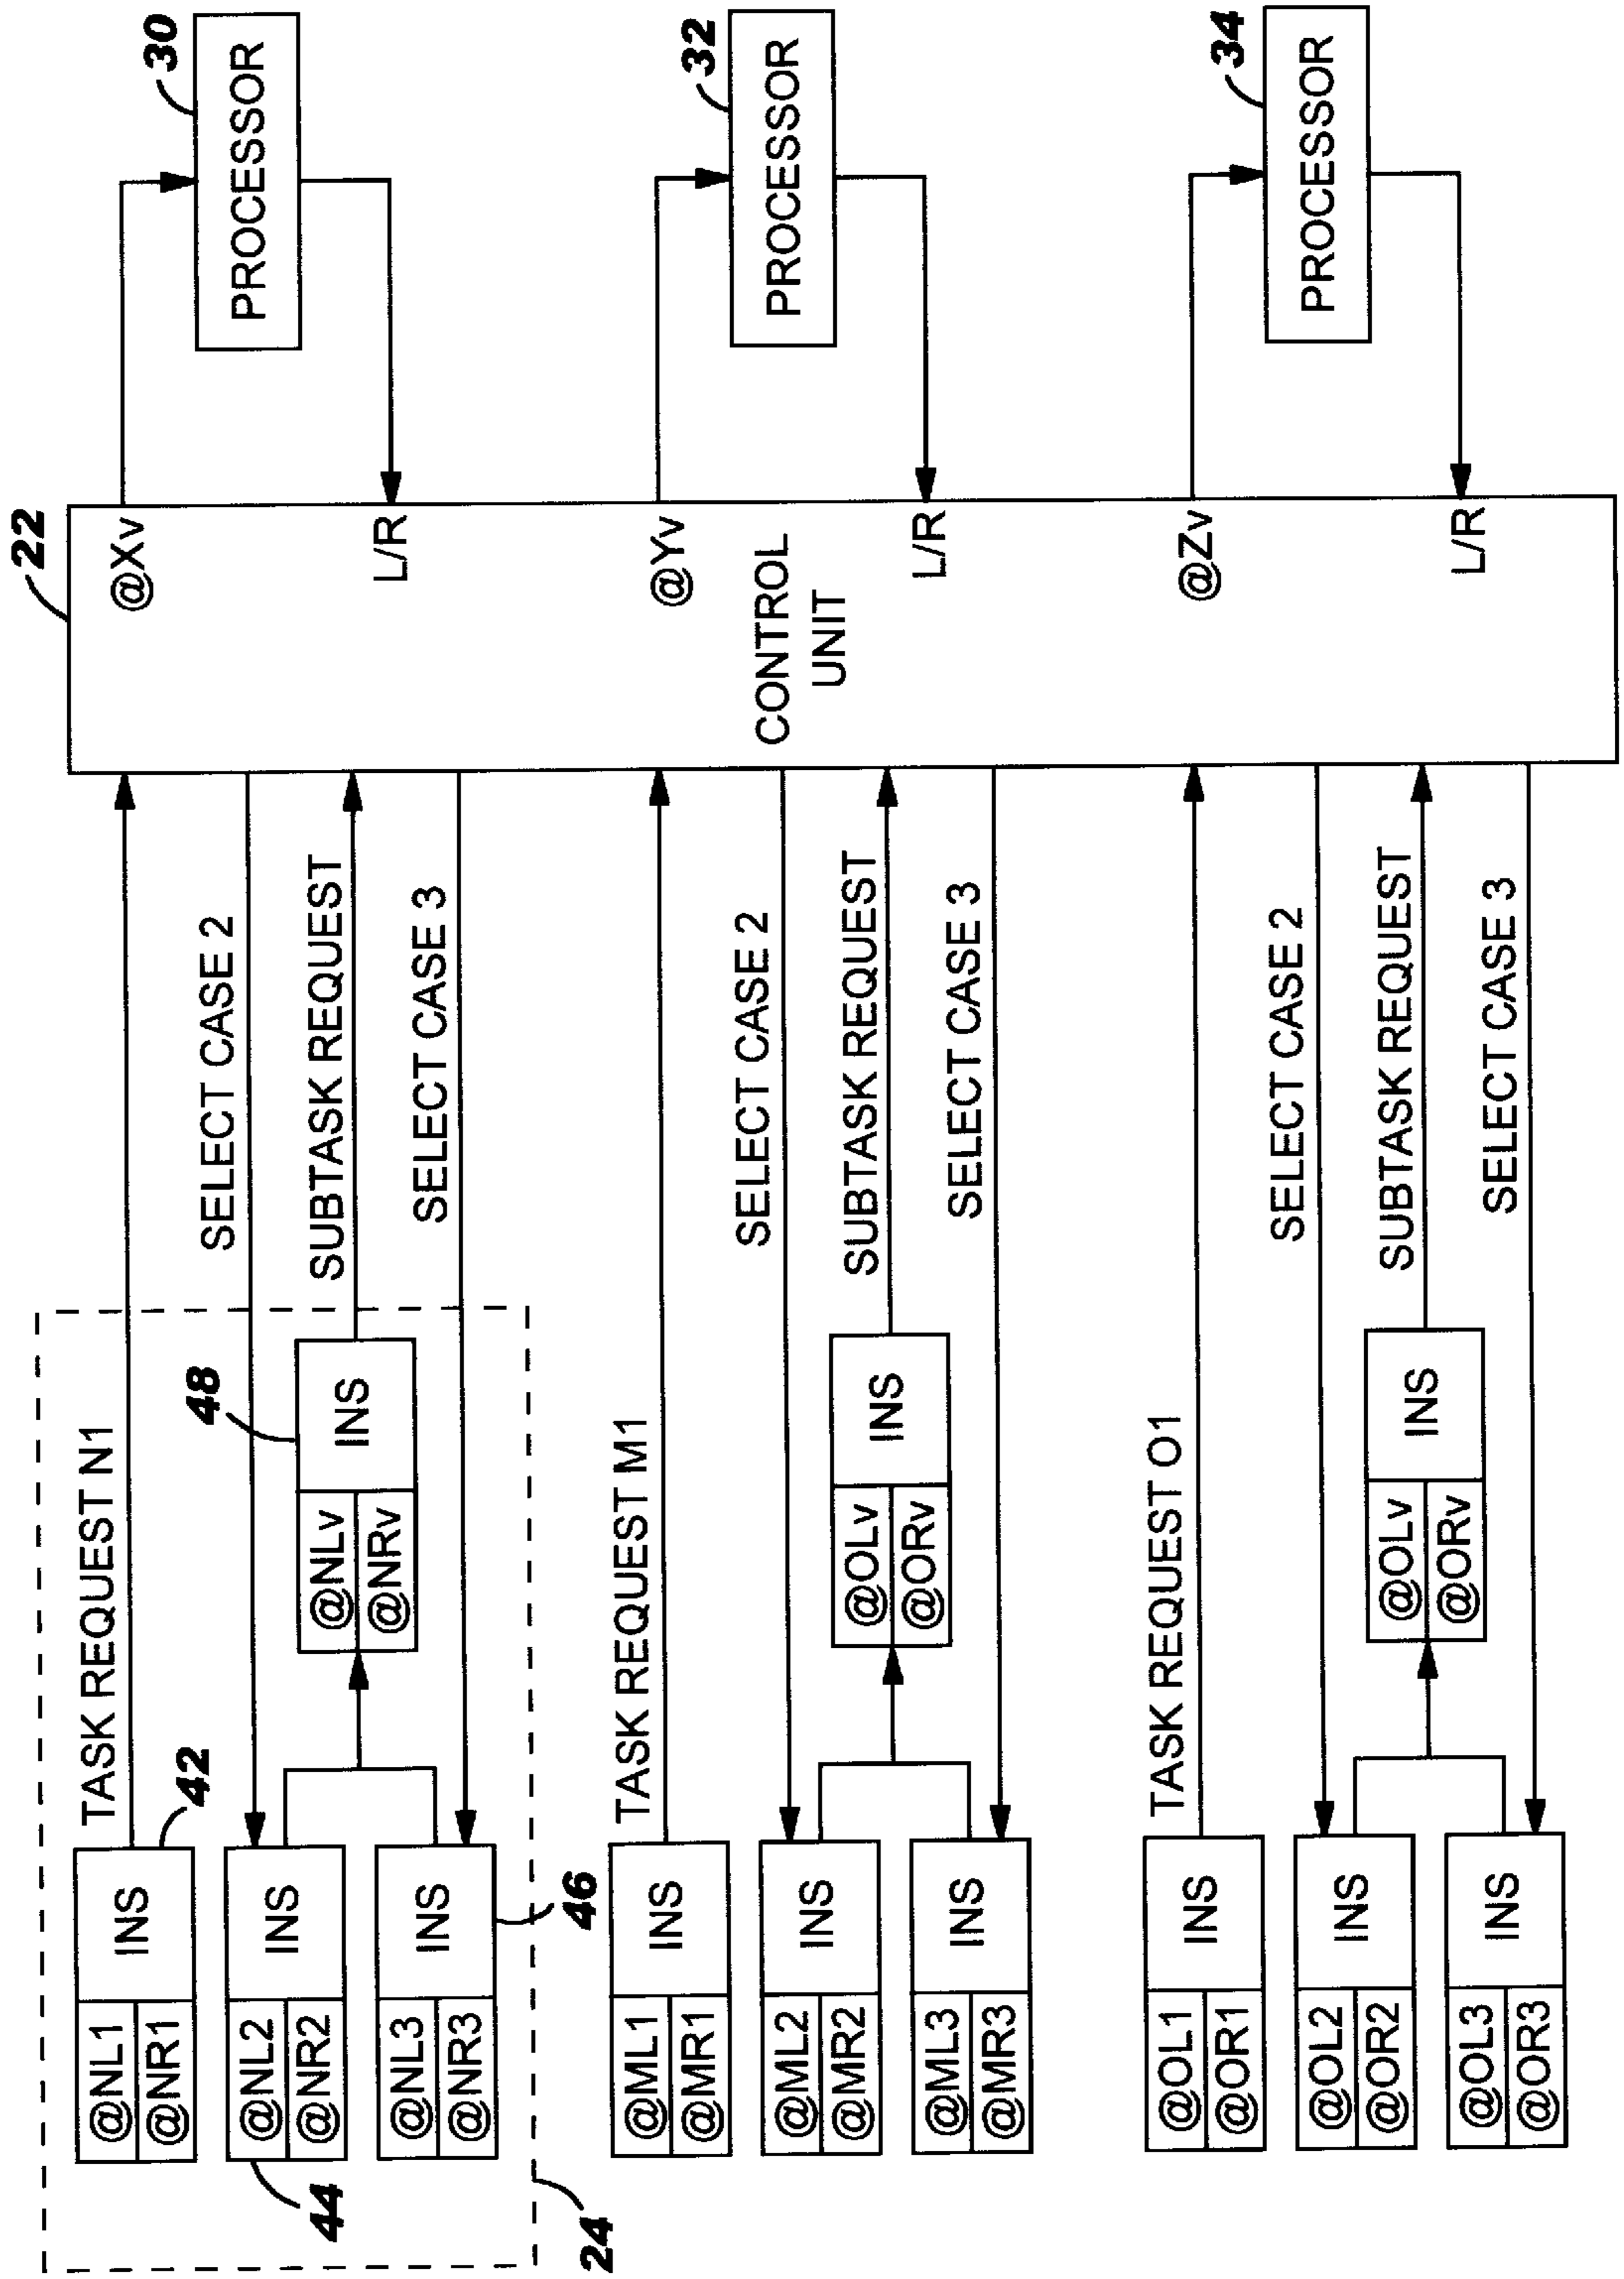 @NL1
@NR1
INS
42
TASK REQUEST N1
@NL2
@NR2
INS
44
SELECT CASE 2
@NLv
@NRv
INS
48
SUBTASK REQUEST
@NL3
@NR3
INS
46
SELECT CASE 3
24
@ML1
@MR1
INS
TASK REQUEST M1
@ML2
@MR2
INS
SELECT CASE 2
@OLv
@ORv
INS
SUBTASK REQUEST
@ML3
@MR3
INS
SELECT CASE 3
@OL1
@OR1
INS
TASK REQUEST O1
@OL2
@OR2
INS
SELECT CASE 2
@OLv
@ORv
INS
SUBTASK REQUEST
@OL3
@OR3
INS
SELECT CASE 3
22
CONTROL
UNIT
@Xv
L/R
@Yv
L/R
@Zv
L/R
30
PROCESSOR
32
PROCESSOR
34
PROCESSOR